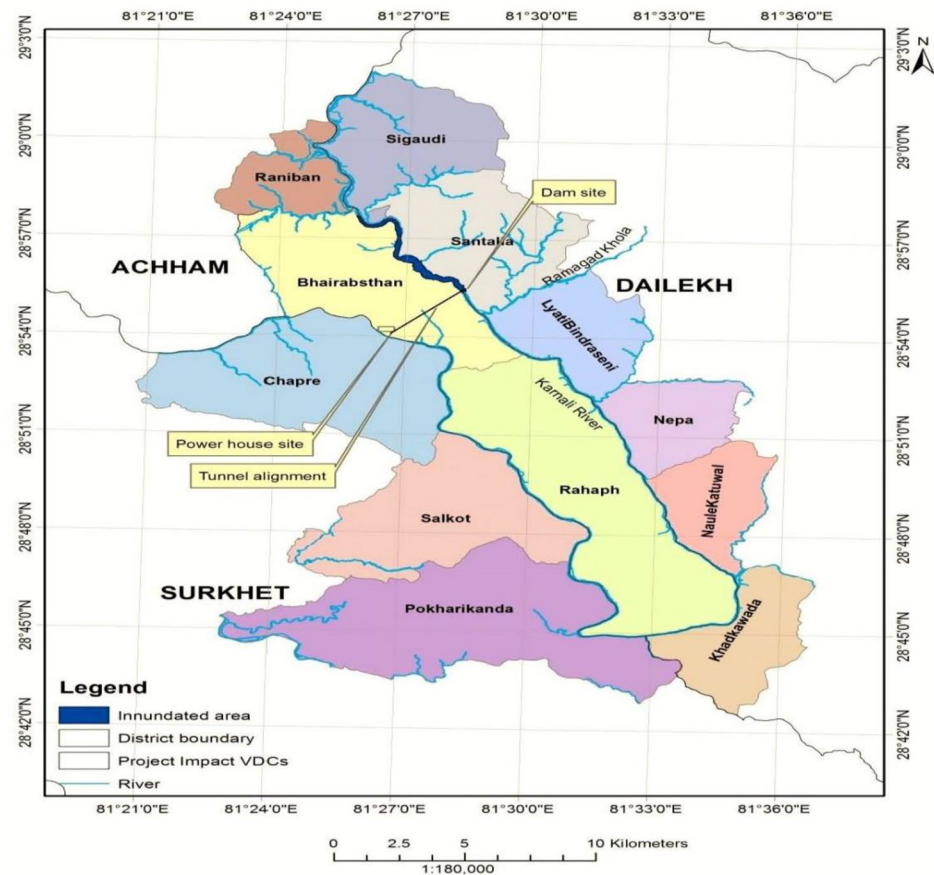 81°21'0"E 81°24'0"E 81°27'0"E 81°30'0"E 81°33'0"E 81°36'0"E
N
29°3'0"N 29°3'0"N
29°0'0"N 29°0'0"N
28°57'0"N 28°57'0"N
28°54'0"N 28°54'0"N
28°51'0"N 28°51'0"N
28°48'0"N 28°48'0"N
28°45'0"N 28°45'0"N
28°42'0"N 28°42'0"N
Sigaudi
Raniban
Dam site
Santalla
Ramagad Khola
ACHHAM
DAILEKH
Bhairabsthan
LyatiBindraseni
Chapre
Karnali River
Nepa
Power house site
Tunnel alignment
Rahaph
NauleKatuwal
Salkot
SURKHET
Pokharikanda
Khadkawada
Legend
Innundated area
District boundary
Project Impact VDCs
River
81°21'0"E 81°24'0"E 81°27'0"E 81°30'0"E 81°33'0"E 81°36'0"E
0 2.5 5 10 Kilometers
1:180,000